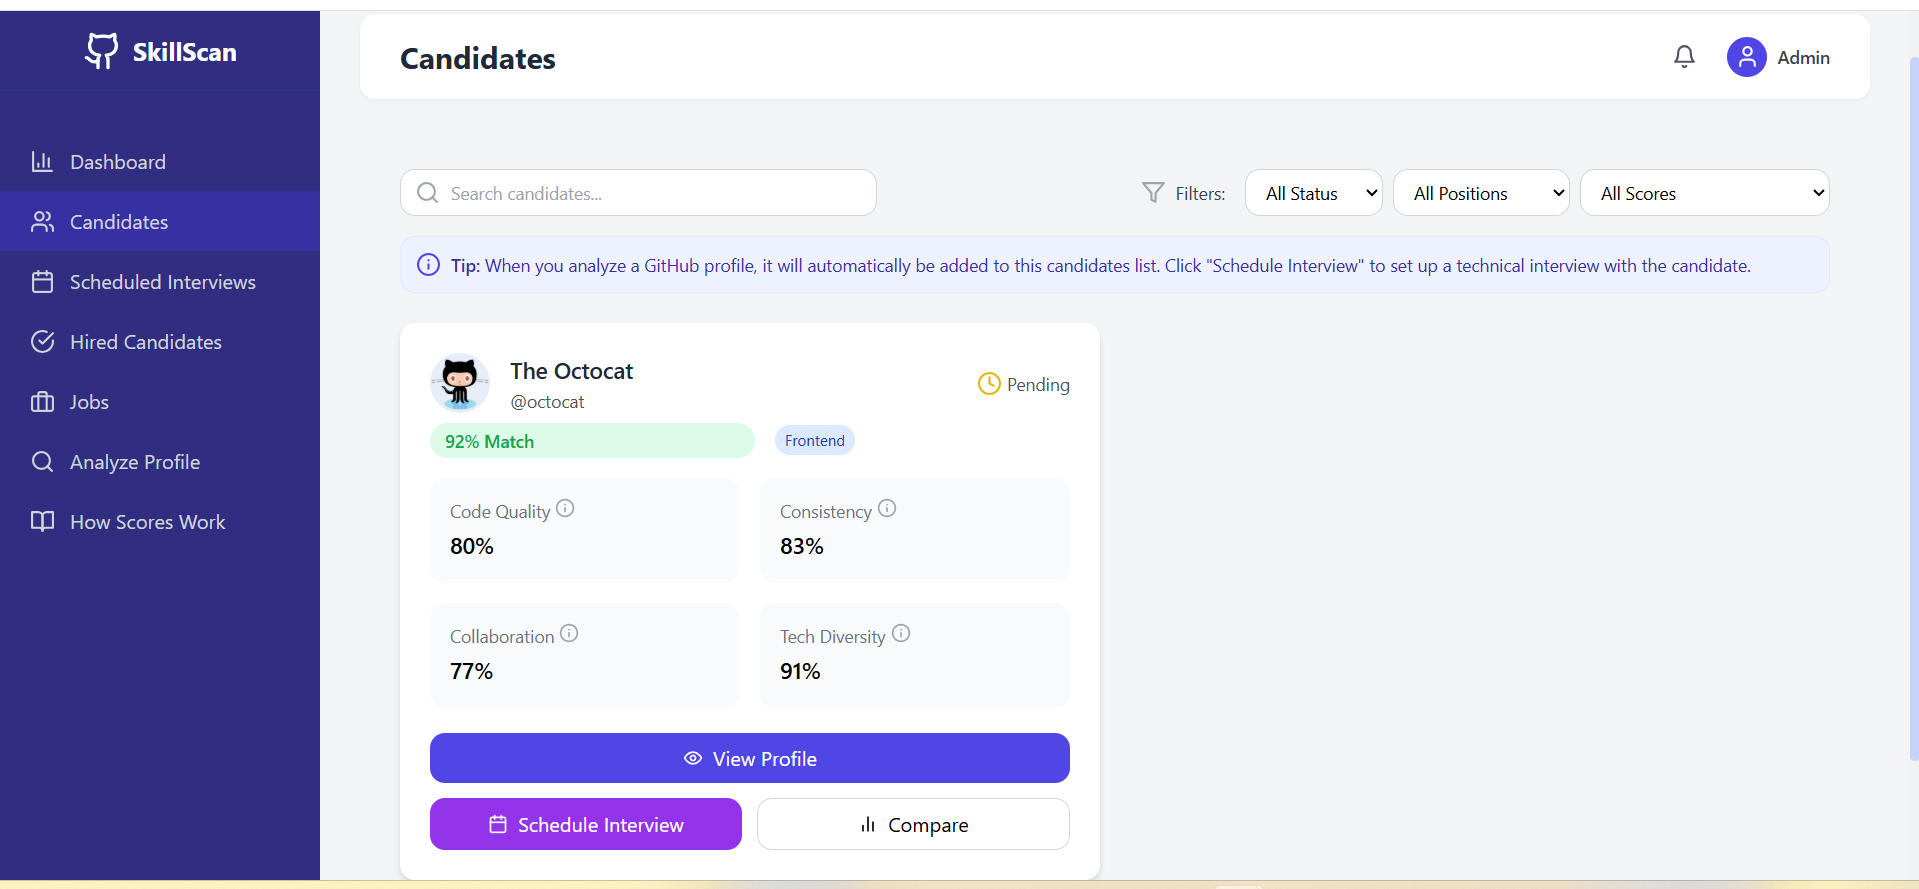 SkillScan
Dashboard
Candidates
Scheduled Interviews
Hired Candidates
Jobs
Analyze Profile
How Scores Work
Candidates
Admin
Search candidates...
Filters:
All Status
All Positions
All Scores
Tip: When you analyze a GitHub profile, it will automatically be added to this candidates list. Click "Schedule Interview" to set up a technical interview with the candidate.
The Octocat
@octocat
Pending
92% Match
Frontend
Code Quality
80%
Consistency
83%
Collaboration
77%
Tech Diversity
91%
View Profile
Schedule Interview
Compare